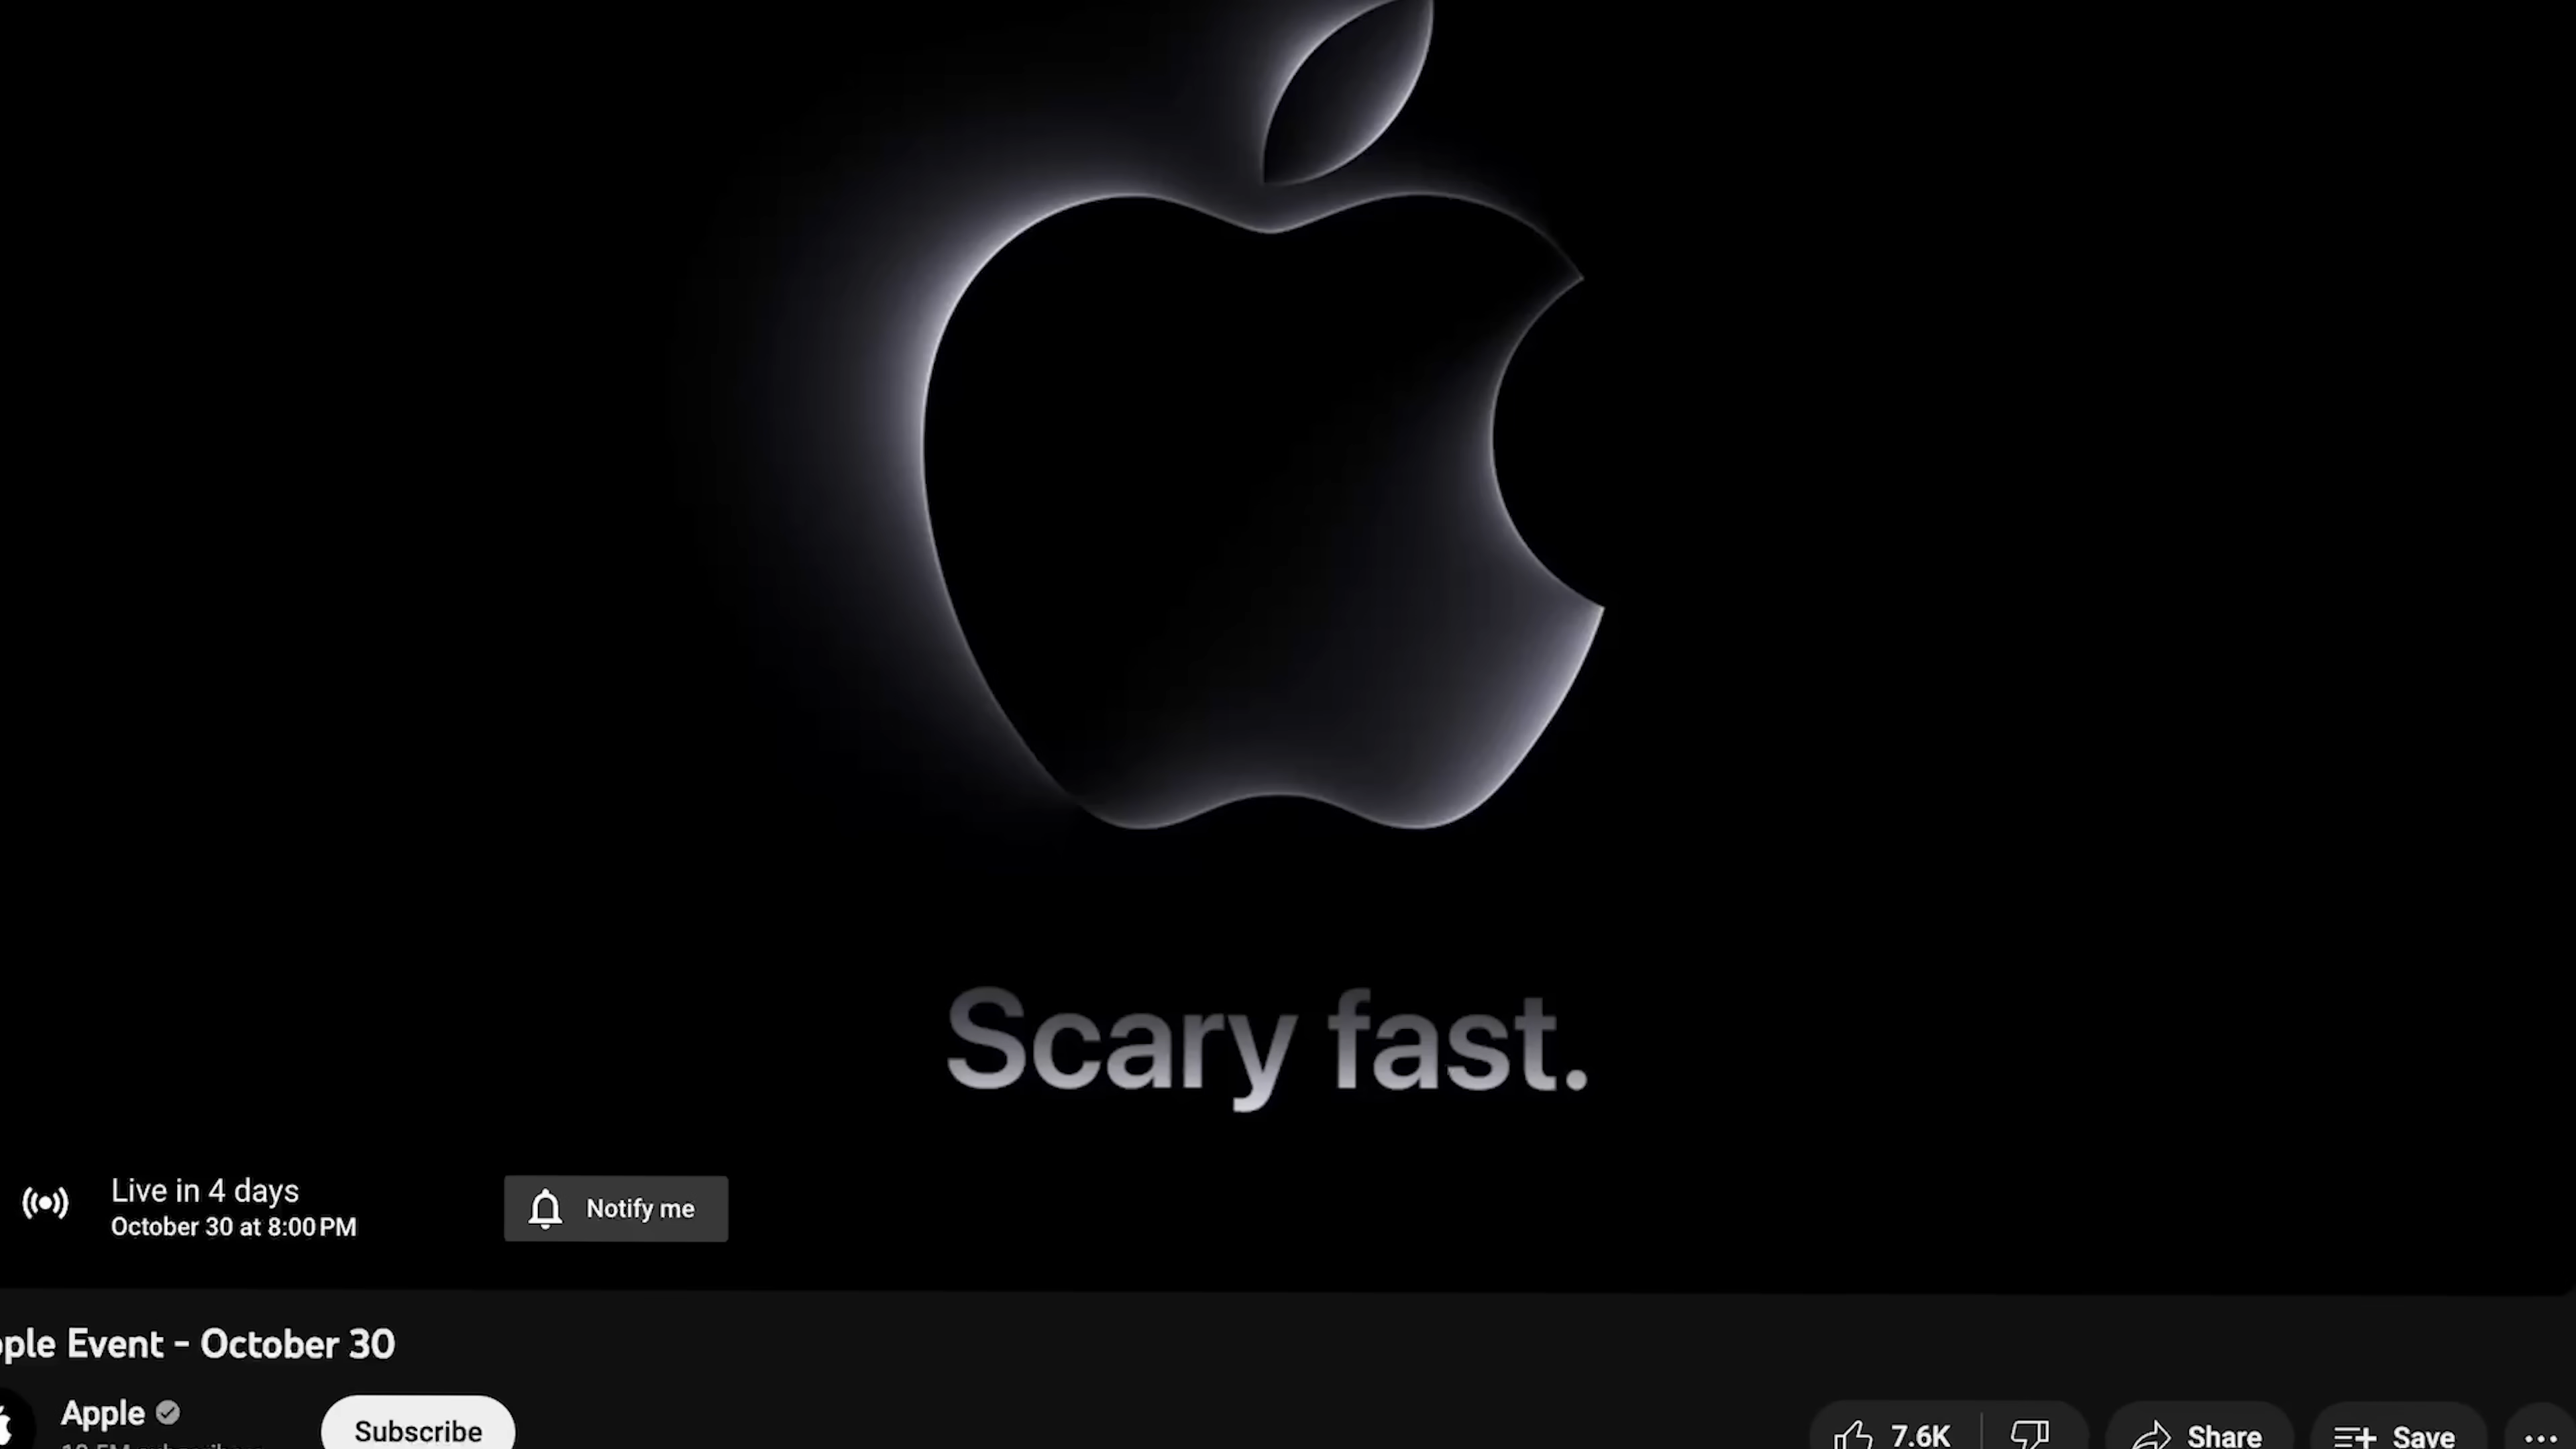 Scary fast.
Live in 4 days
October 30 at 8:00 PM
Notify me
Event - October 30
Apple
Subscribe
7.6K
Share
Save